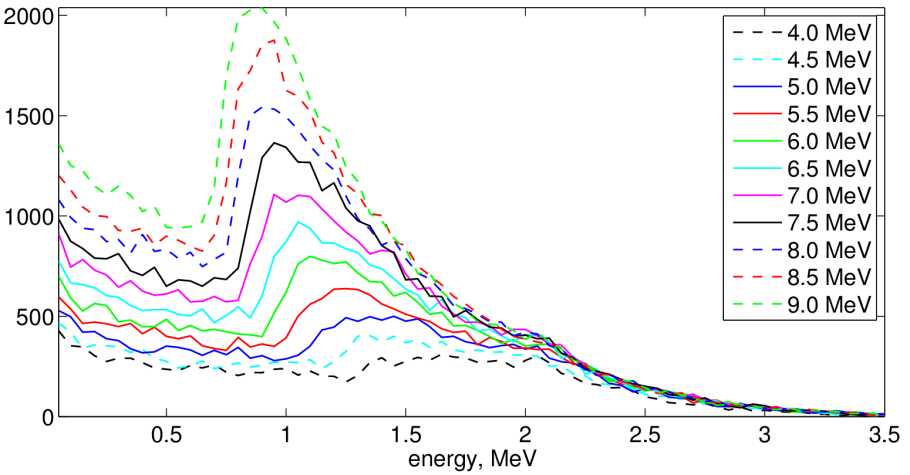 2000
1500
1000
500
0
0.5 1 1.5 2 2.5 3 3.5
energy, MeV
4.0 MeV
4.5 MeV
5.0 MeV
5.5 MeV
6.0 MeV
6.5 MeV
7.0 MeV
7.5 MeV
8.0 MeV
8.5 MeV
9.0 MeV